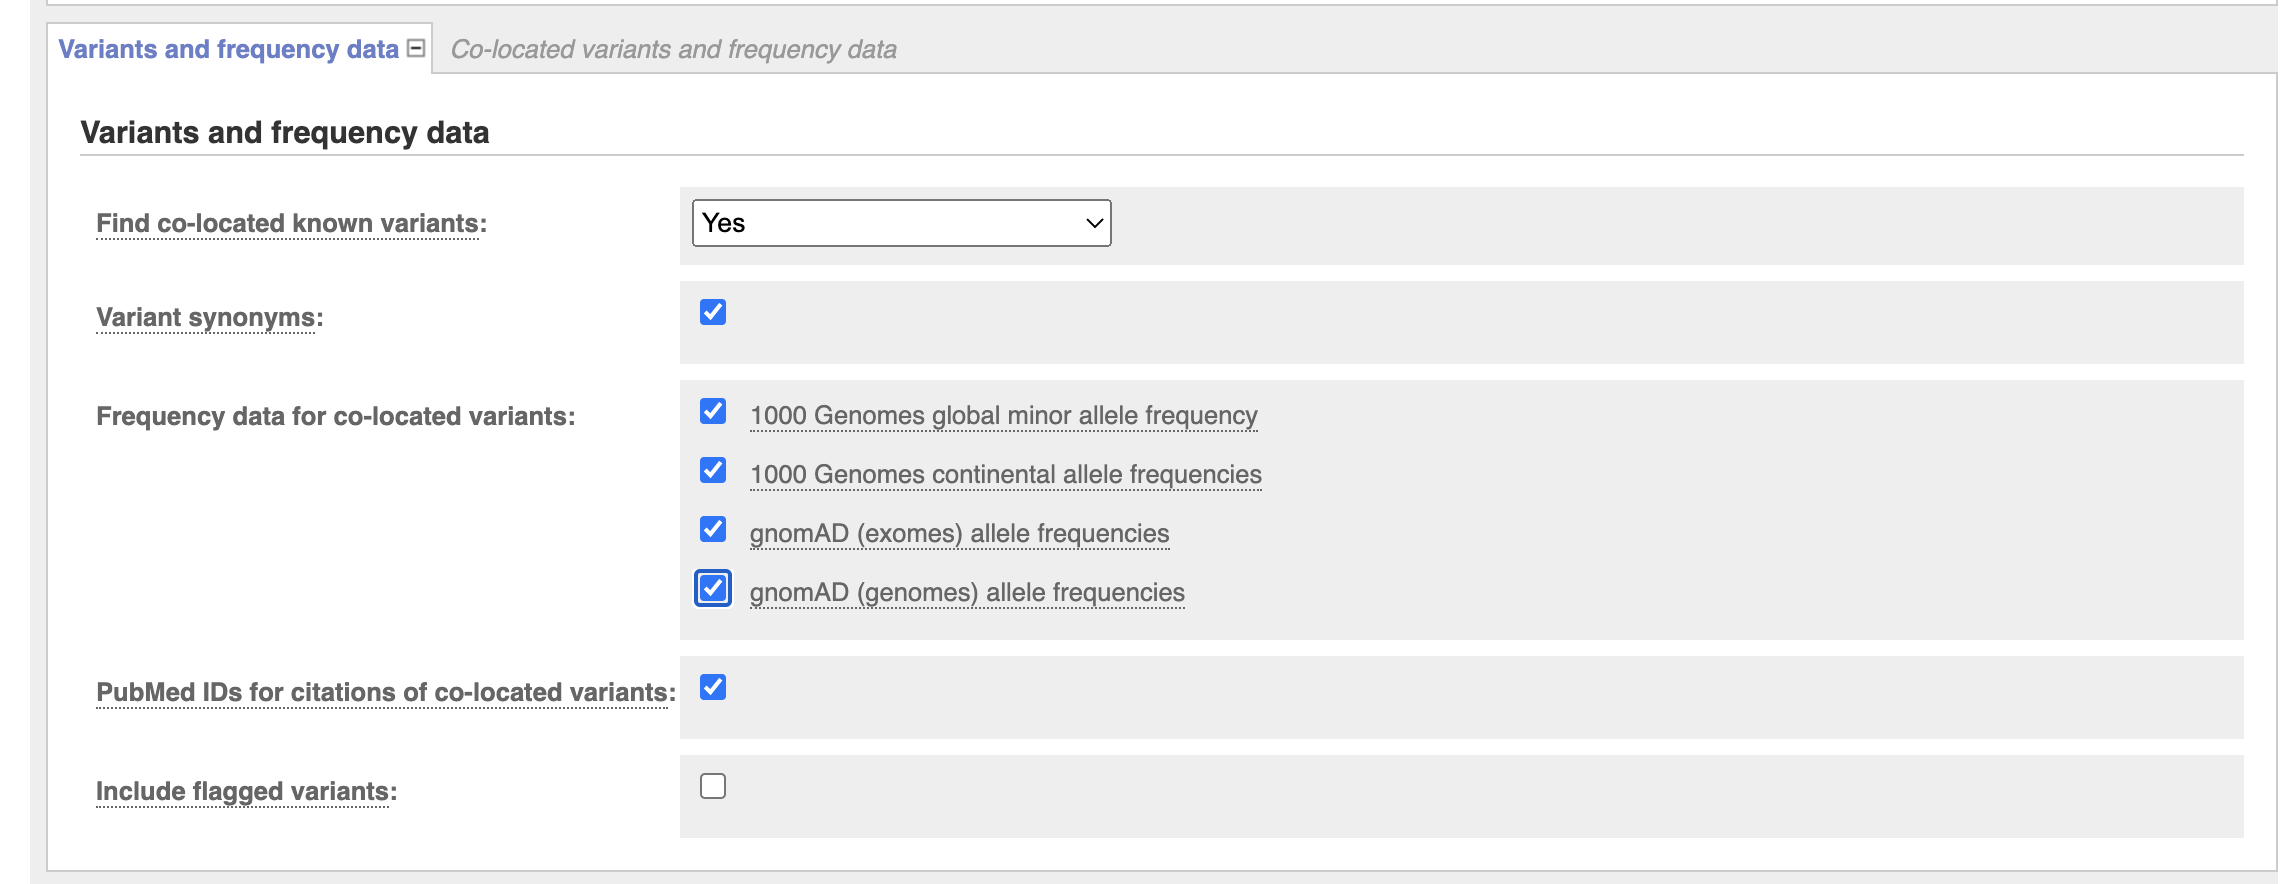 Variants and frequency data
Co-located variants and frequency data
Variants and frequency data
Find co-located known variants:
Yes
Variant synonyms:
Frequency data for co-located variants:
1000 Genomes global minor allele frequency
1000 Genomes continental allele frequencies
gnomAD (exomes) allele frequencies
gnomAD (genomes) allele frequencies
PubMed IDs for citations of co-located variants:
Include flagged variants: